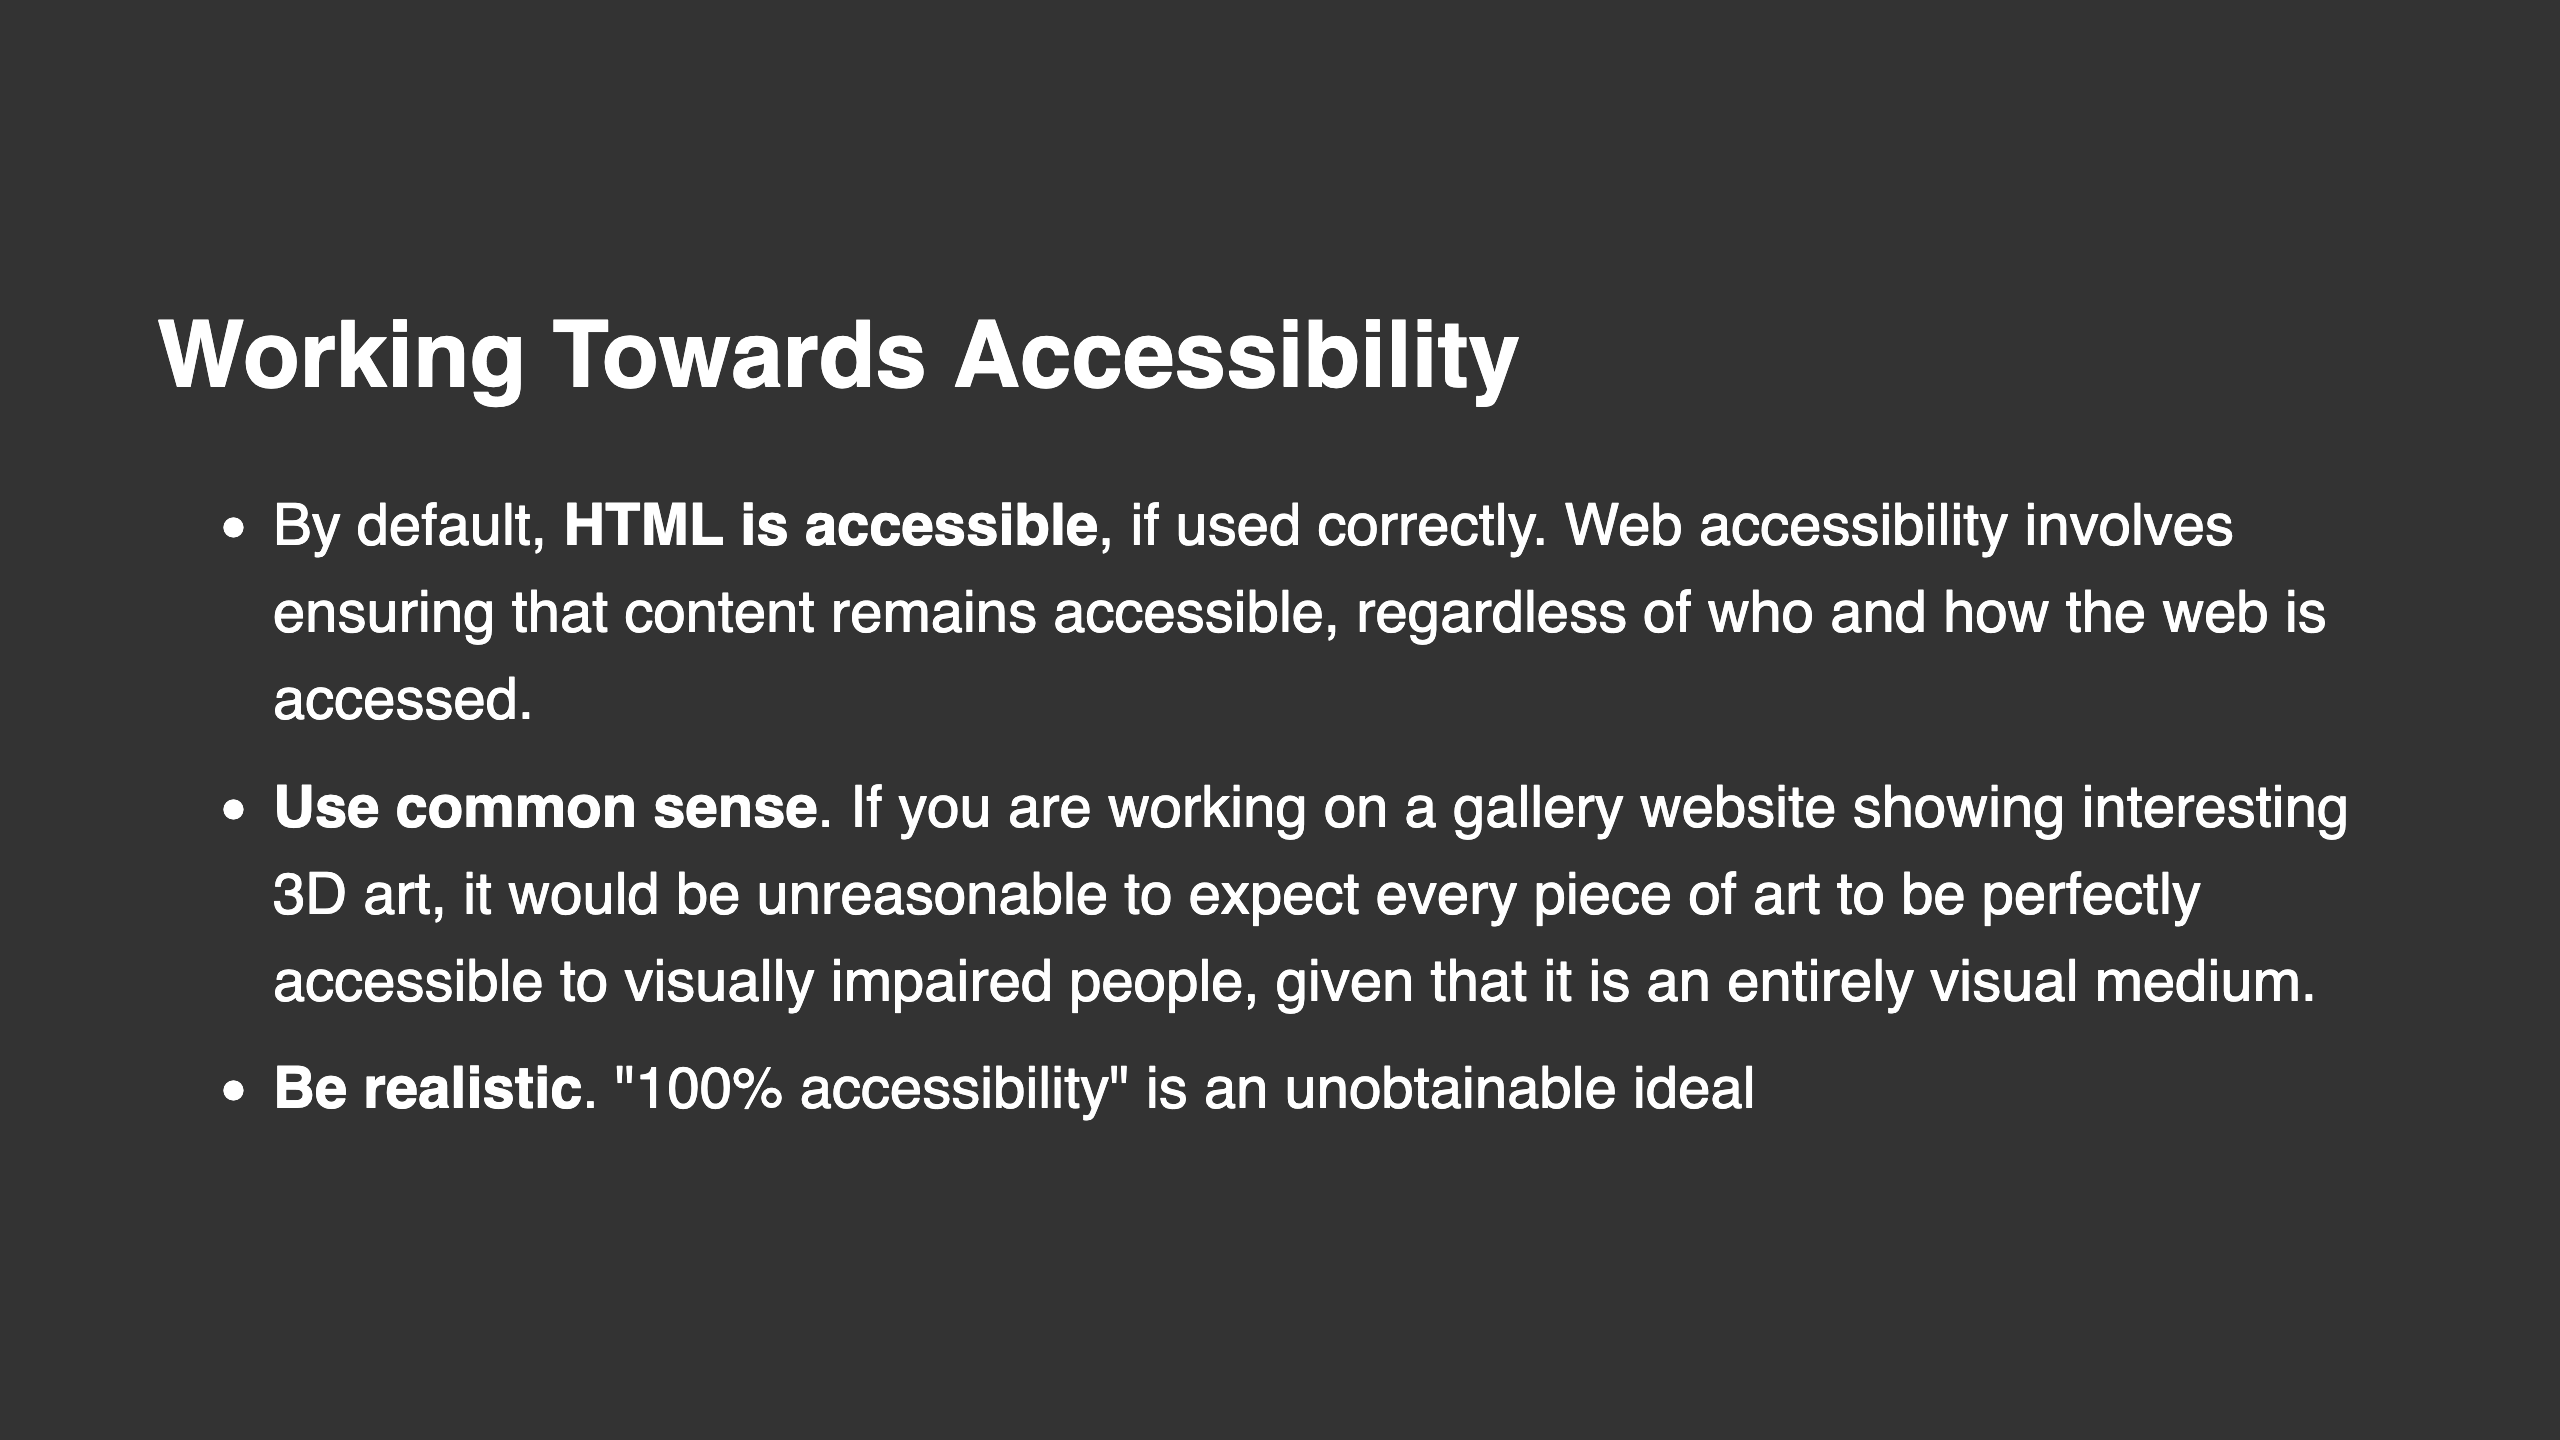 Working Towards Accessibility
• By default, HTML is accessible, if used correctly. Web accessibility involves
ensuring that content remains accessible, regardless of who and how the web is
accessed.
• Use common sense. If you are working on a gallery website showing interesting
3D art, it would be unreasonable to expect every piece of art to be perfectly
accessible to visually impaired people, given that it is an entirely visual medium.
• Be realistic. "100% accessibility" is an unobtainable ideal